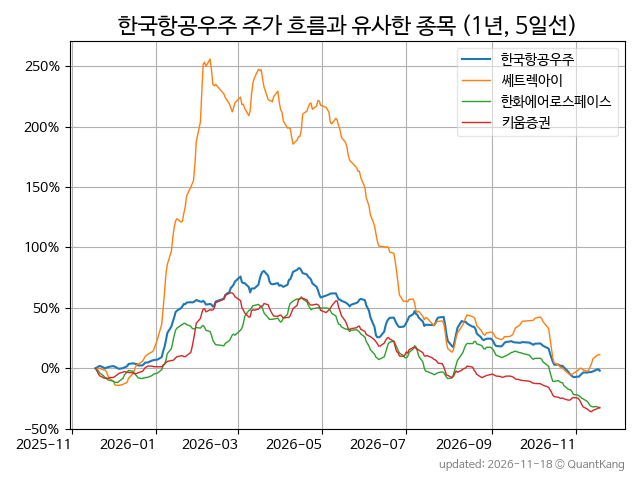 한국항공우주 주가 흐름과 유사한 종목 (1년, 5일선)
한국항공우주
쎄트렉아이
한화에어로스페이스
키움증권
250%
200%
150%
100%
50%
0%
−50%
2025-11
2026-01
2026-03
2026-05
2026-07
2026-09
2026-11
updated: 2026-11-18 © QuantKang